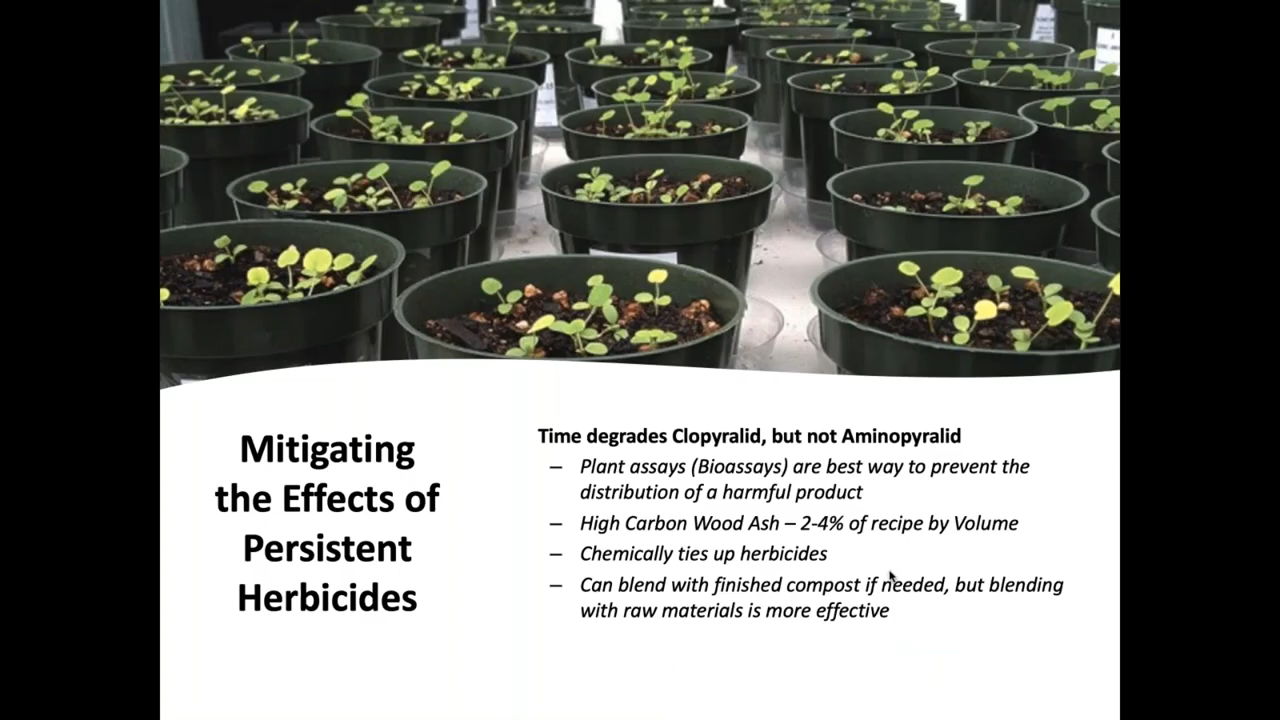 Mitigating
the Effects of
Persistent
Herbicides
Time degrades Clopyralid, but not Aminopyralid
– Plant assays (Bioassays) are best way to prevent the
distribution of a harmful product
– High Carbon Wood Ash – 2-4% of recipe by Volume
– Chemically ties up herbicides
– Can blend with finished compost if needed, but blending
with raw materials is more effective